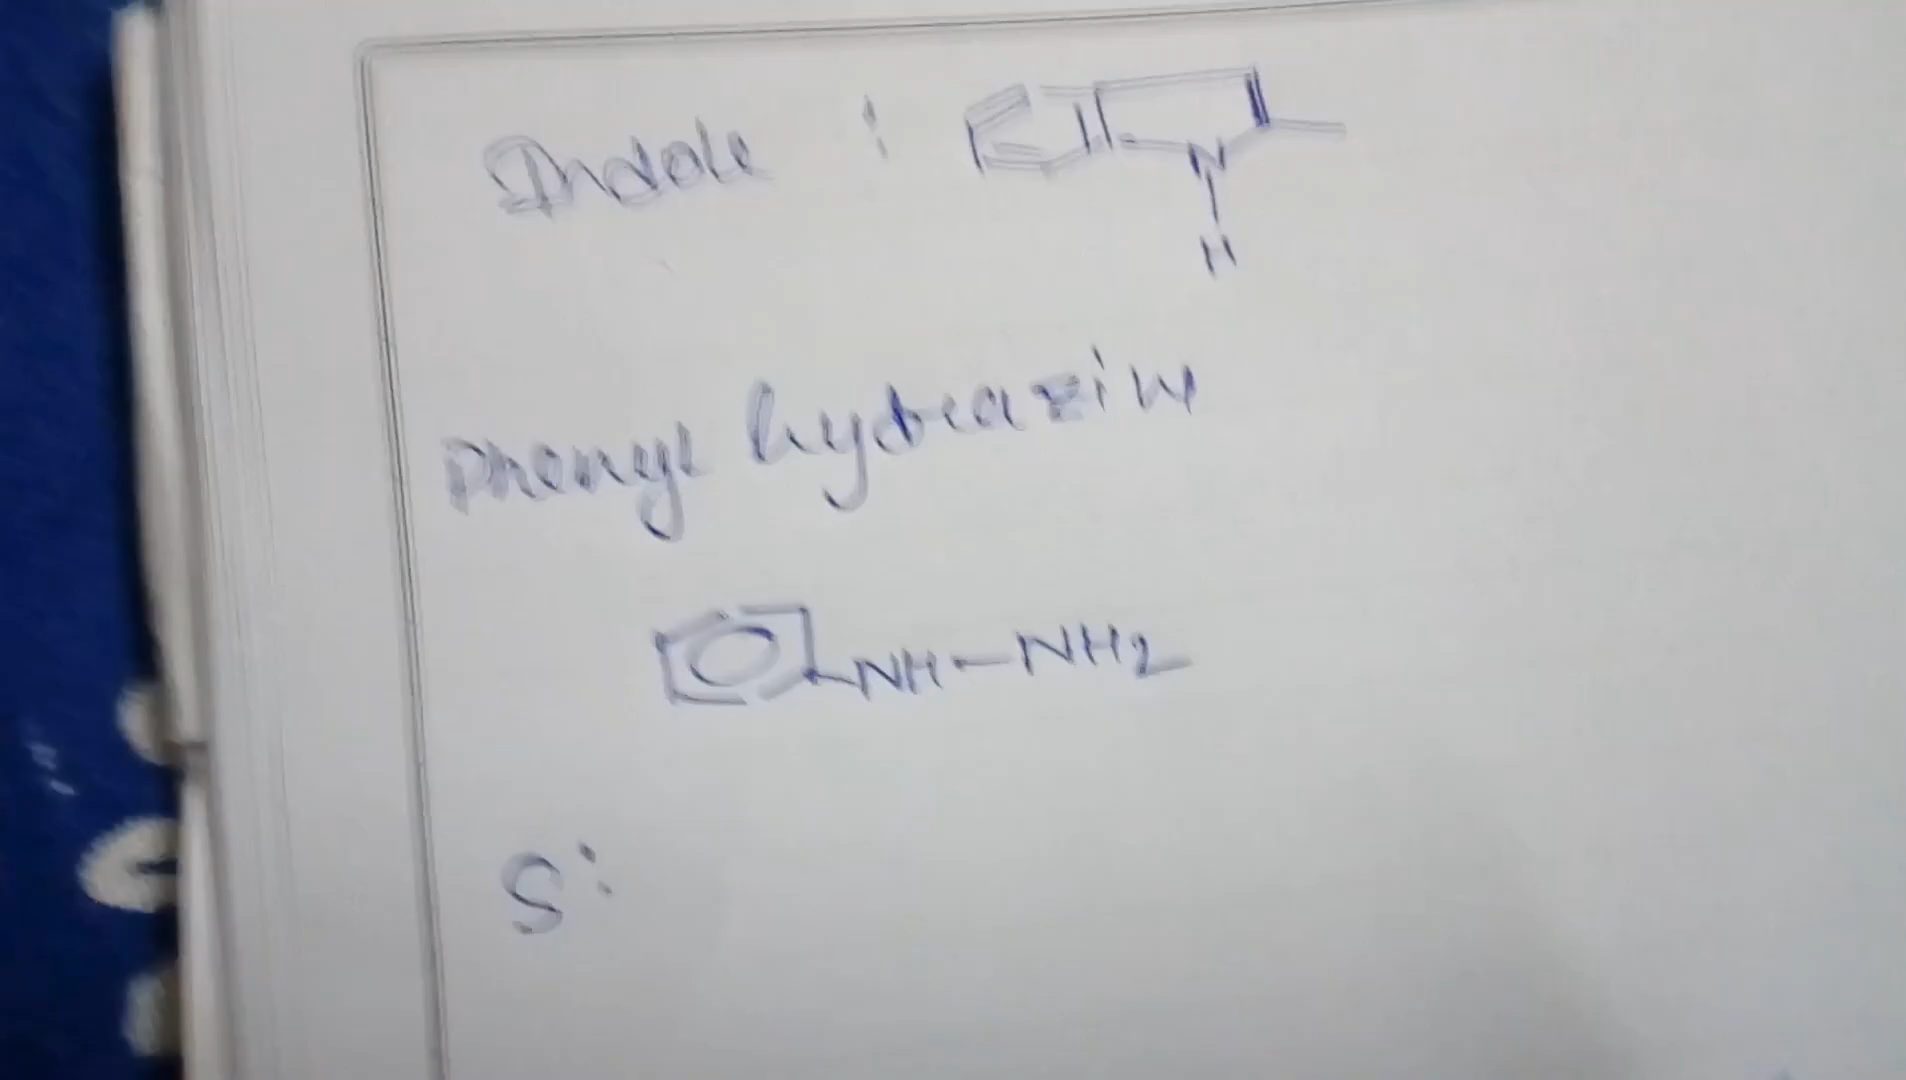 Indole :
N
H
Phenyl hydrazine
NH-NH2
S: